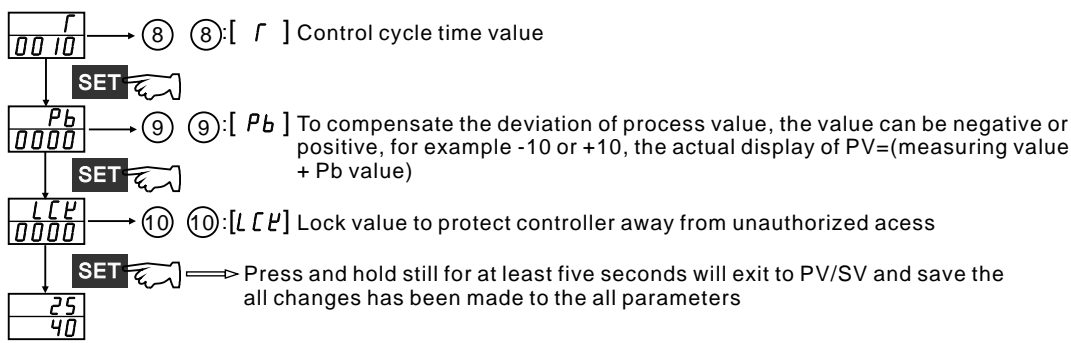 Γ
0010 8 8:[ Γ ] Control cycle time value
SET
Pb
0000 9 9:[ Pb ] To compensate the deviation of process value, the value can be negative or
positive, for example -10 or +10, the actual display of PV=(measuring value
+ Pb value)
SET
LCK
0000 10 10:[LCK] Lock value to protect controller away from unauthorized acess
SET Press and hold still for at least five seconds will exit to PV/SV and save the
all changes has been made to the all parameters
25
40